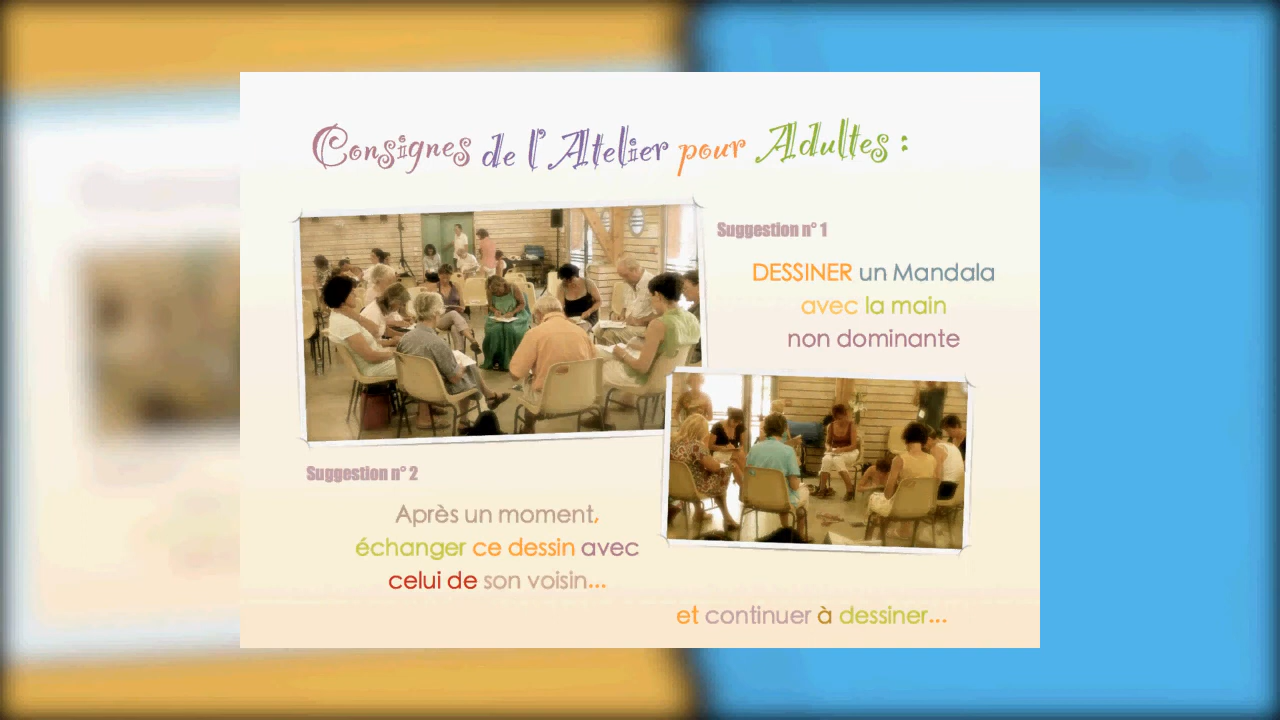 Consignes de l'Atelier pour Adultes :
Suggestion n° 1
DESSINER un Mandala
avec la main
non dominante
Suggestion n° 2
Après un moment,
échanger ce dessin avec
celui de son voisin...
et continuer à dessiner...